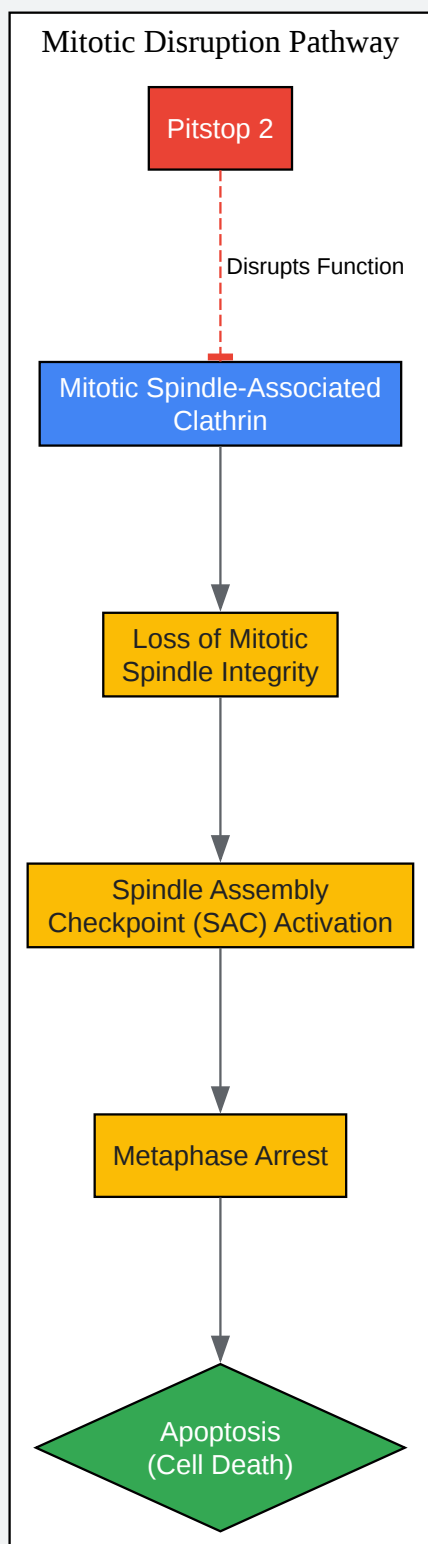 Mitotic Disruption Pathway
Pitstop 2
Disrupts Function
Mitotic Spindle-Associated
Clathrin
Loss of Mitotic
Spindle Integrity
Spindle Assembly
Checkpoint (SAC) Activation
Metaphase Arrest
Apoptosis
(Cell Death)